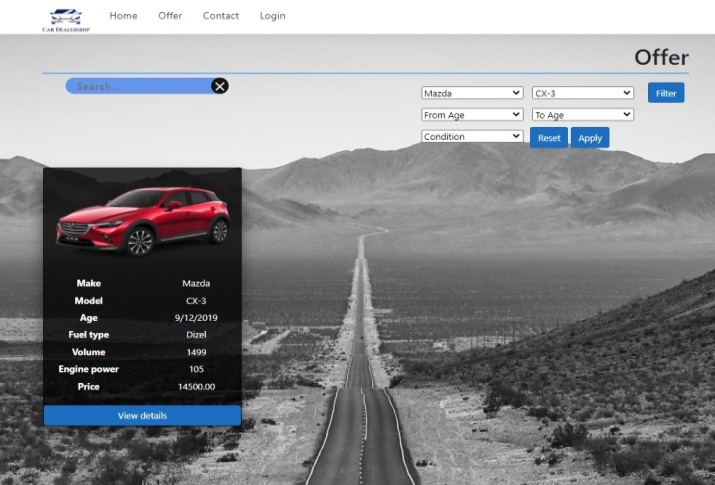 CAR DEALERSHIP
Home Offer Contact Login
Offer
Search...
Mazda CX-3 Filter
From Age To Age
Condition Reset Apply
Make Mazda
Model CX-3
Age 9/12/2019
Fuel type Dizel
Volume 1499
Engine power 105
Price 14500.00
View details